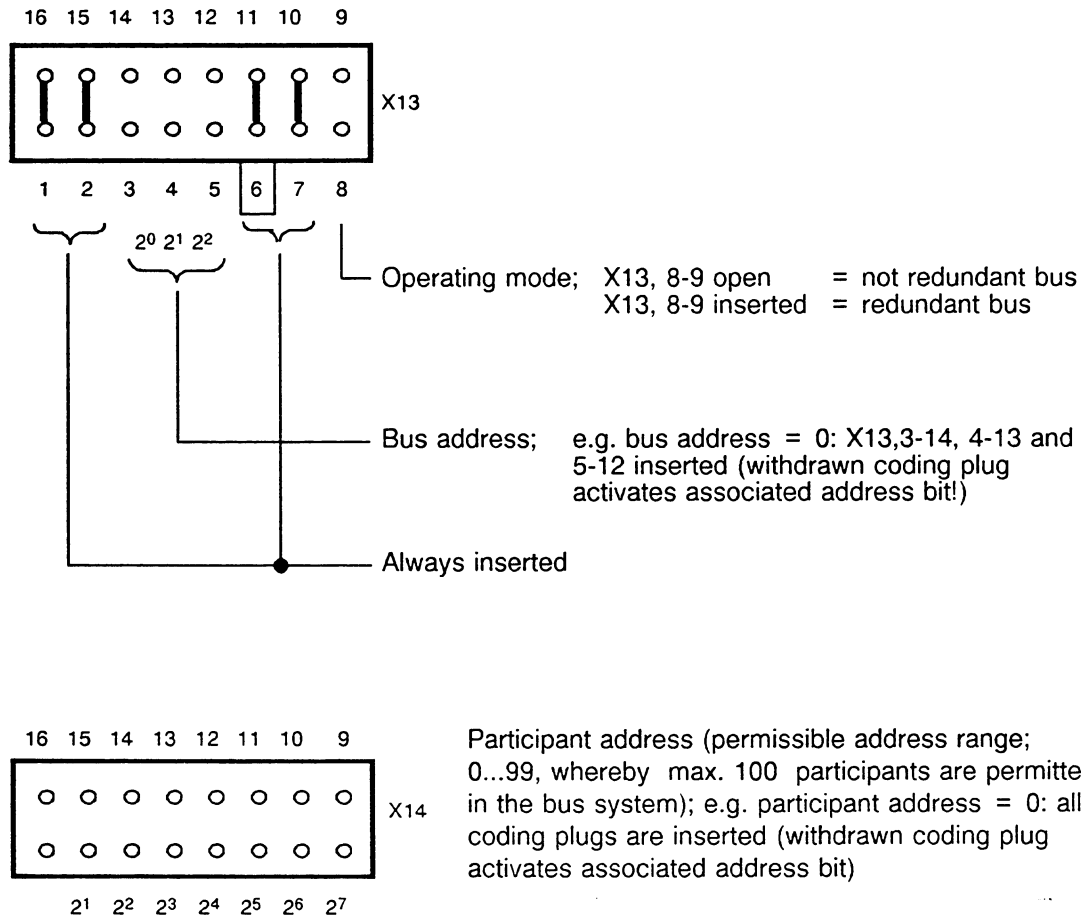 16 15 14 13 12 11 10 9
X13
1 2 3 4 5 6 7 8
2⁰ 2¹ 2²
Operating mode; X13, 8-9 open = not redundant bus
X13, 8-9 inserted = redundant bus
Bus address; e.g. bus address = 0: X13,3-14, 4-13 and
5-12 inserted (withdrawn coding plug
activates associated address bit!)
Always inserted
16 15 14 13 12 11 10 9
X14
2¹ 2² 2³ 2⁴ 2⁵ 2⁶ 2⁷
Participant address (permissible address range;
0...99, whereby max. 100 participants are permitte
in the bus system); e.g. participant address = 0: all
coding plugs are inserted (withdrawn coding plug
activates associated address bit)